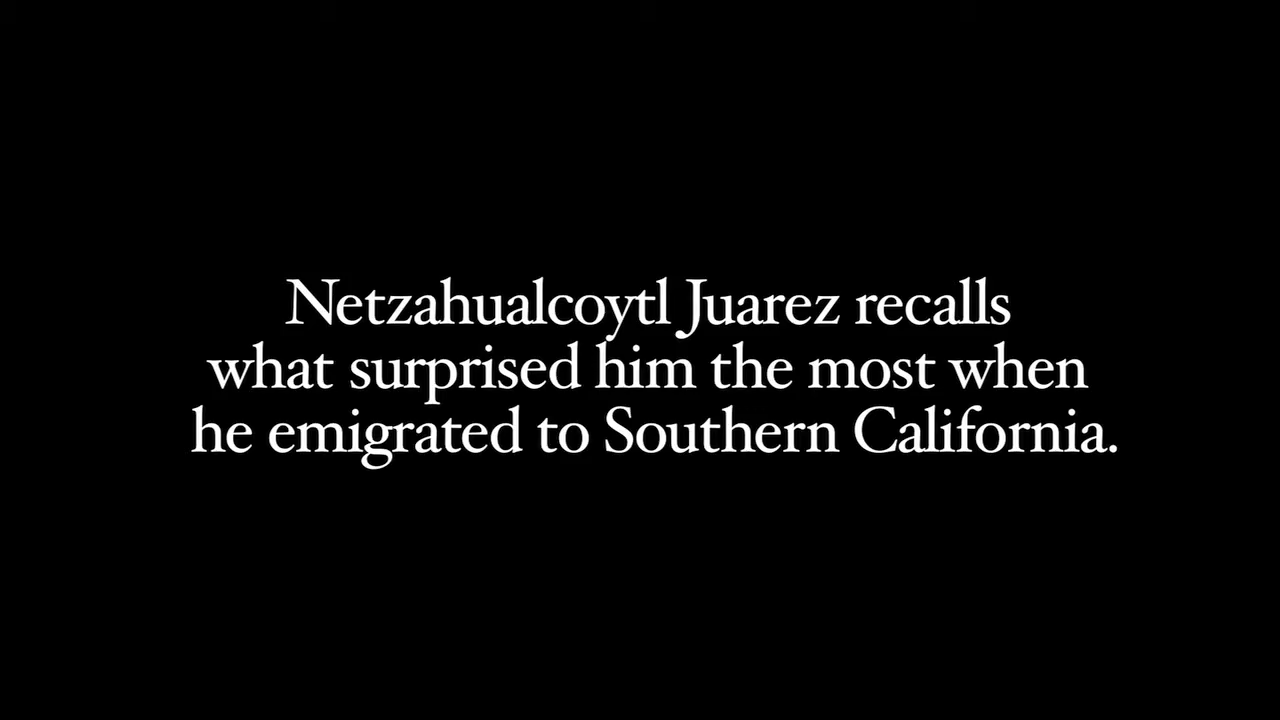 Netzahualcoytl Juarez recalls
what surprised him the most when
he emigrated to Southern California.